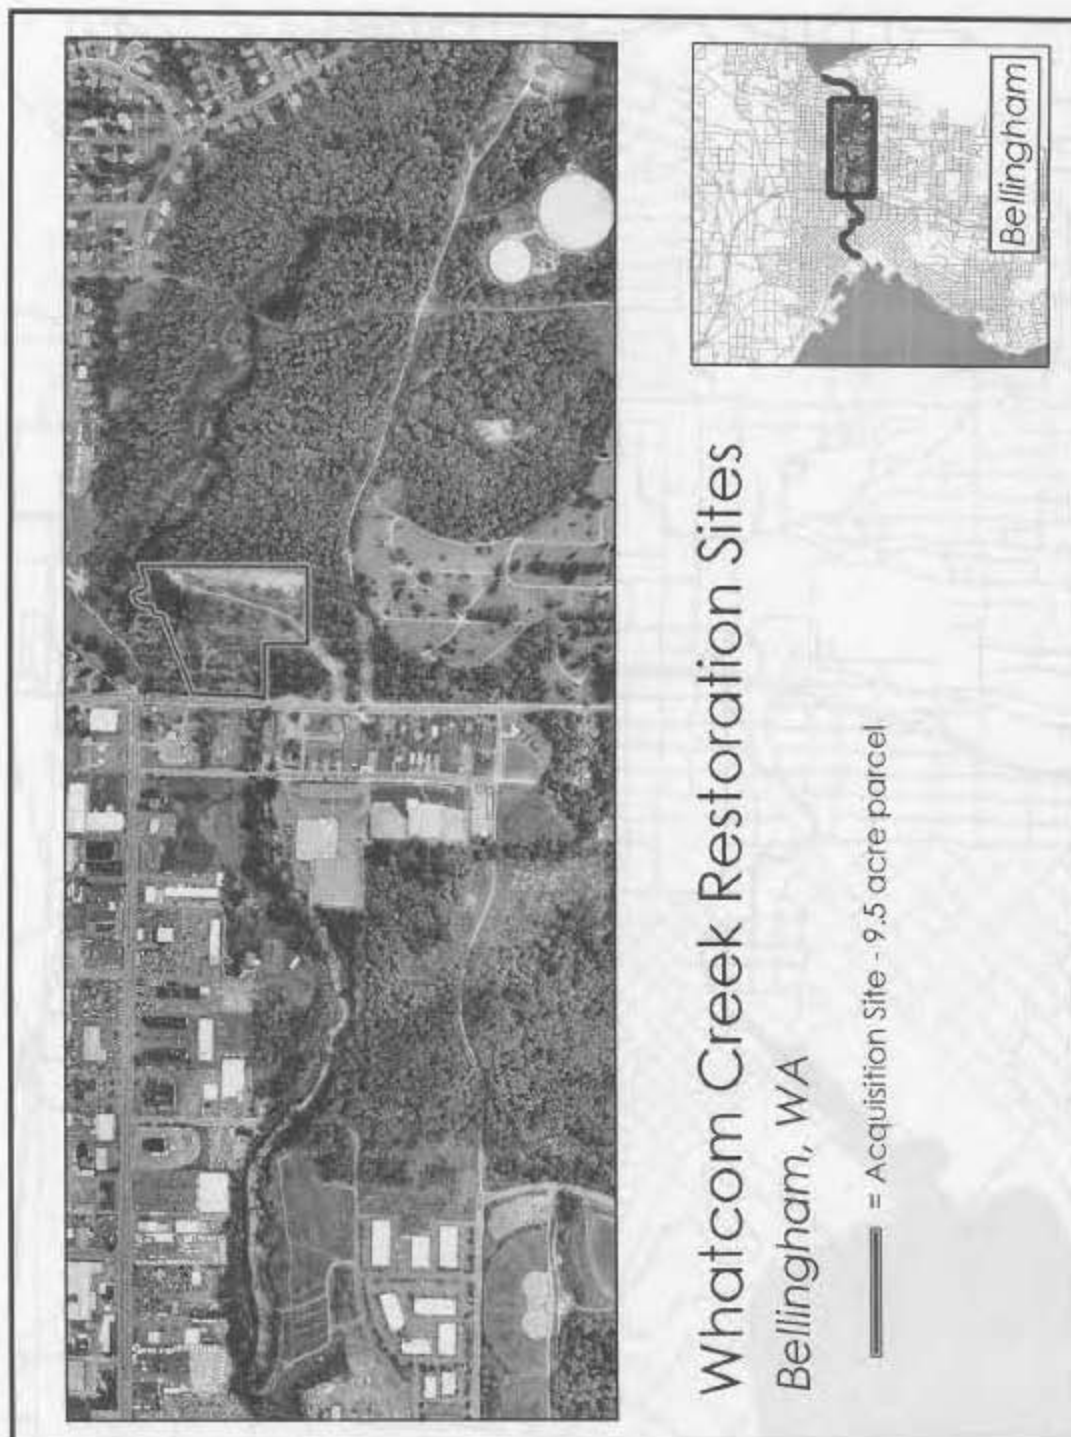 Whatcom Creek Restoration Sites
Bellingham, WA
= Acquisition Site - 9.5 acre parcel
Bellingham